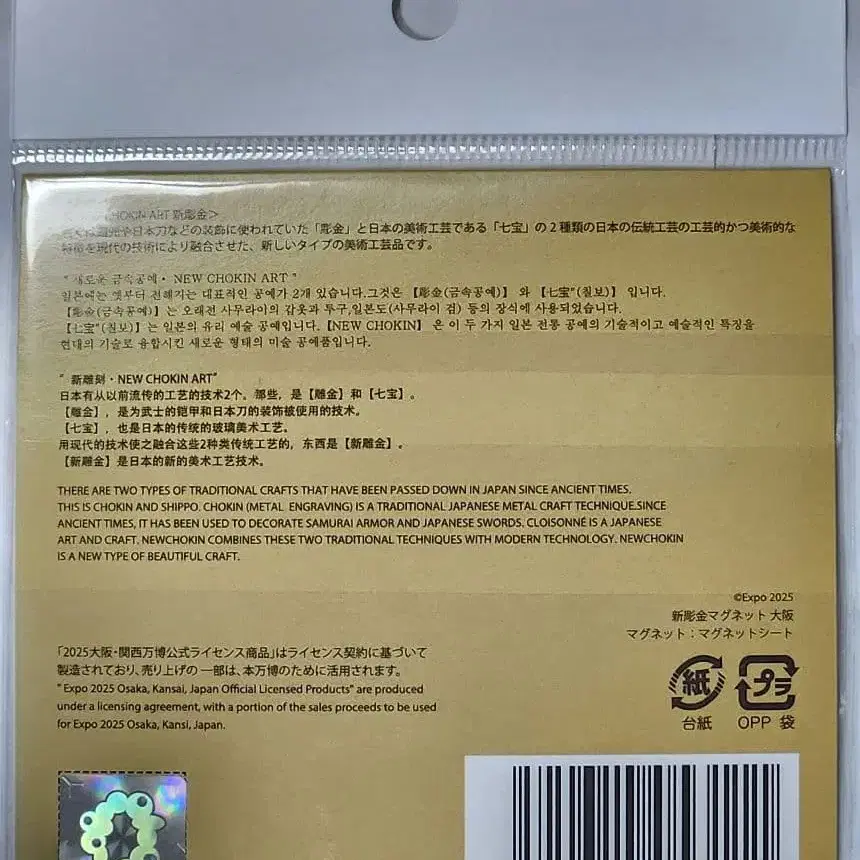 HOKIN ART 新彫金＞
や日本刀などの装飾に使われていた「彫金」と日本の美術工芸である「七宝」の2種類の日本の伝統工芸の工芸的かつ美術的な
特徴を現代の技術により融合させた、新しいタイプの美術工芸品です。
"새로운 금속공예・NEW CHOKIN ART"
일본에는 옛부터 전해지는 대표적인 공예가 2개 있습니다.그것은 【彫金(금속공예)】 와 【七宝"(칠보)】 입니다.
【彫金(금속공예)】는 오래전 사무라이의 갑옷과 투구,일본도(사무라이 검) 등의 장식에 사용되었습니다.
【七宝"(칠보)】는 일본의 유리 예술 공예입니다.【NEW CHOKIN】 은 이 두 가지 일본 전통 공예의 기술적이고 예술적인 특징을
현대의 기술로 융합시킨 새로운 형태의 미술 공예품입니다.
"新雕刻・NEW CHOKIN ART"
日本有从以前流传的工艺的技术2个。那些，是【雕金】和【七宝】。
【雕金】，是为武士的铠甲和日本刀的装饰被使用的技术。
【七宝】，也是日本的传统的玻璃美术工艺。
用现代的技术使之融合这些2种类传统工艺的，东西是【新雕金】。
【新雕金】是日本的新的美术工艺技术。
THERE ARE TWO TYPES OF TRADITIONAL CRAFTS THAT HAVE BEEN PASSED DOWN IN JAPAN SINCE ANCIENT TIMES.
THIS IS CHOKIN AND SHIPPO. CHOKIN (METAL ENGRAVING) IS A TRADITIONAL JAPANESE METAL CRAFT TECHNIQUE.SINCE
ANCIENT TIMES, IT HAS BEEN USED TO DECORATE SAMURAI ARMOR AND JAPANESE SWORDS. CLOISONNÉ IS A JAPANESE
ART AND CRAFT. NEWCHOKIN COMBINES THESE TWO TRADITIONAL TECHNIQUES WITH MODERN TECHNOLOGY. NEWCHOKIN
IS A NEW TYPE OF BEAUTIFUL CRAFT.
©Expo 2025
新彫金マグネット 大阪
マグネット：マグネットシート
「2025大阪・関西万博公式ライセンス商品」はライセンス契約に基づいて
製造されており、売り上げの一部は、本万博のために活用されます。
"Expo 2025 Osaka, Kansai, Japan Official Licensed Products" are produced
under a licensing agreement, with a portion of the sales proceeds to be used
for Expo 2025 Osaka, Kansi, Japan.
紙 プラ
台紙 OPP 袋